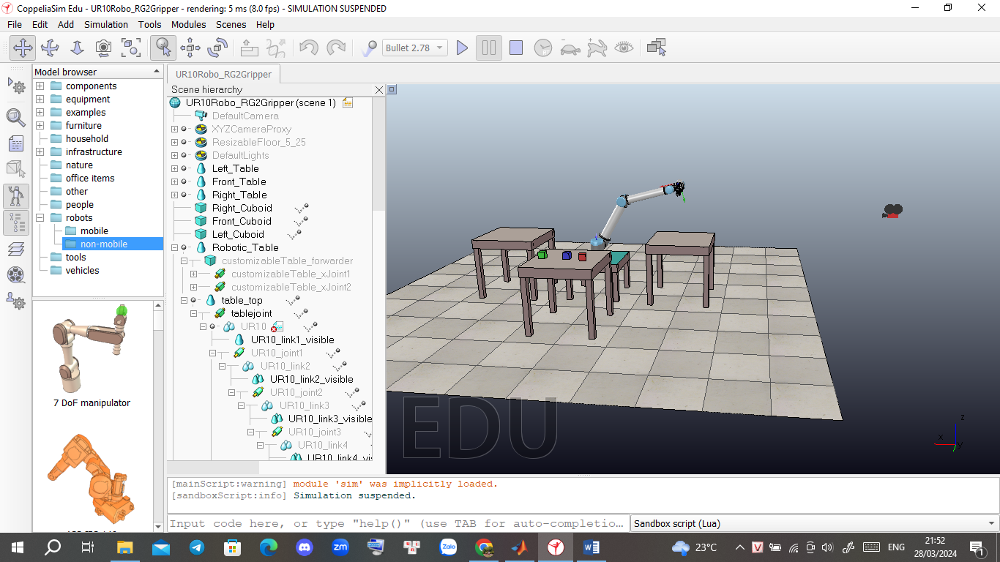 CoppeliaSim Edu - UR10Robo_RG2Gripper - rendering: 5 ms (8.0 fps) - SIMULATION SUSPENDED
File Edit Add Simulation Tools Modules Scenes Help
Bullet 2.78
Model browser
components
equipment
examples
furniture
household
infrastructure
nature
office items
other
people
robots
mobile
non-mobile
tools
vehicles
7 DoF manipulator
UR10Robo_RG2Gripper
Scene hierarchy
UR10Robo_RG2Gripper (scene 1)
DefaultCamera
XYZCameraProxy
ResizableFloor_5_25
DefaultLights
Left_Table
Front_Table
Right_Table
Right_Cuboid
Front_Cuboid
Left_Cuboid
Robotic_Table
customizableTable_forwarder
customizableTable_xJoint1
customizableTable_xJoint2
table_top
tablejoint
UR10
UR10_link1_visible
UR10_joint1
UR10_link2
UR10_link2_visible
UR10_joint2
UR10_link3
UR10_link3_visible
UR10_joint3
UR10_link4
UR10_link4_vi
EDU
z
x
y
[mainScript:warning] module 'sim' was implicitly loaded.
[sandboxScript:info] Simulation suspended.
Input code here, or type "help()" (use TAB for auto-completio...
Sandbox script (Lua)
zm
Zalo
23°C
V
ENG
21:52
28/03/2024
1